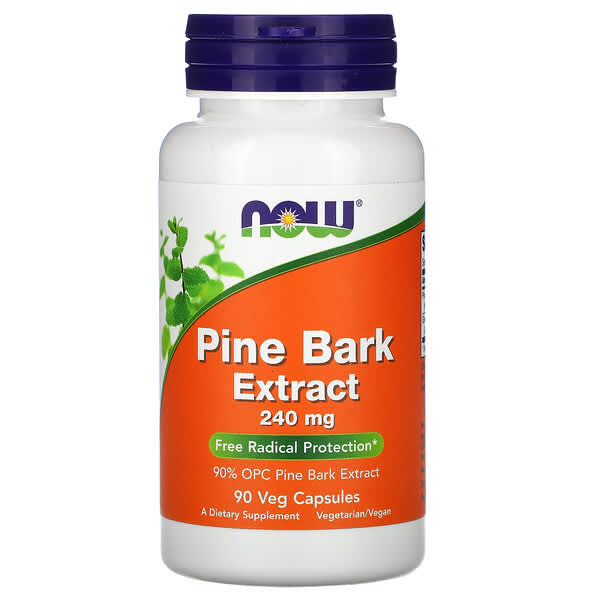 NOW®
Pine Bark
Extract
240 mg
Free Radical Protection*
90% OPC Pine Bark Extract
90 Veg Capsules
A Dietary Supplement Vegetarian/Vegan